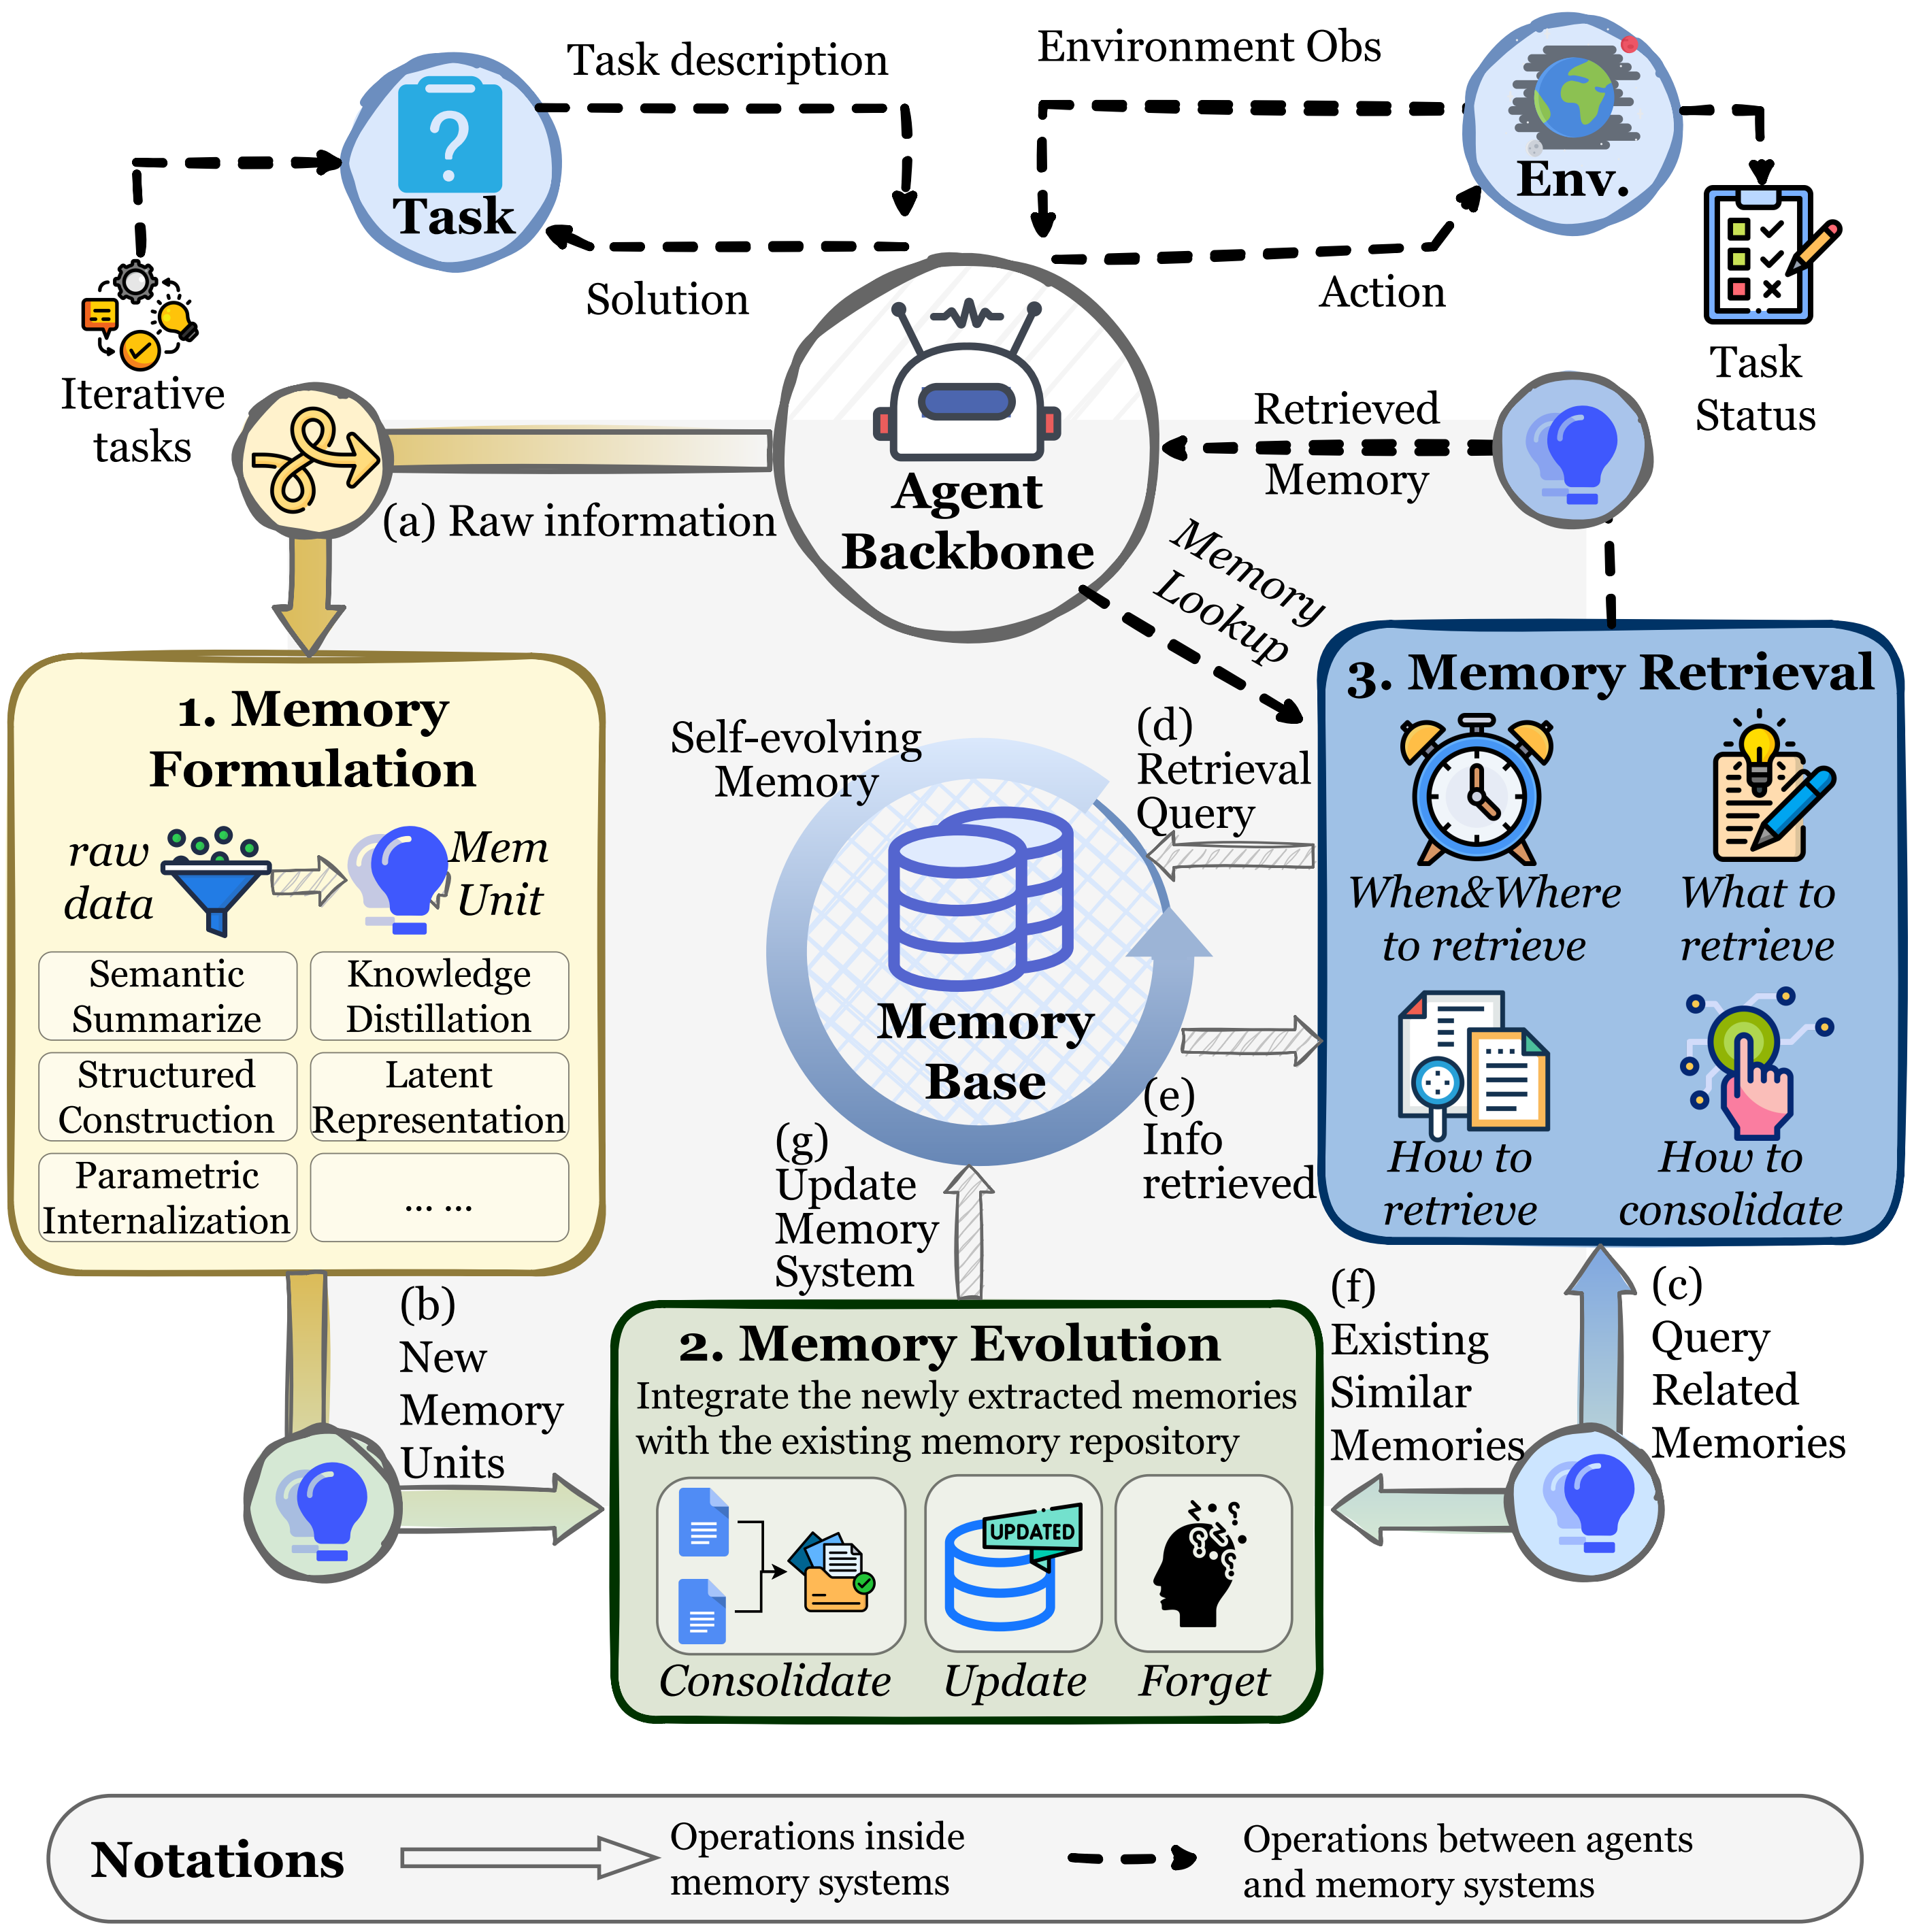 Task description
Environment Obs
Task
Env.
Solution
Action
Iterative
tasks
Task
Status
Retrieved
Memory
Agent
Backbone
(a) Raw information
Memory
Lookup
1. Memory
Formulation
raw
data
Mem
Unit
Semantic
Summarize
Knowledge
Distillation
Structured
Construction
Latent
Representation
Parametric
Internalization
... ...
Self-evolving
Memory
Memory
Base
(d)
Retrieval
Query
(e)
Info
retrieved
(g)
Update
Memory
System
3. Memory Retrieval
When&Where
to retrieve
What to
retrieve
How to
retrieve
How to
consolidate
(b)
New
Memory
Units
(f)
Existing
Similar
Memories
(c)
Query
Related
Memories
2. Memory Evolution
Integrate the newly extracted memories
with the existing memory repository
UPDATED
Consolidate
Update
Forget
Notations
Operations inside
memory systems
Operations between agents
and memory systems